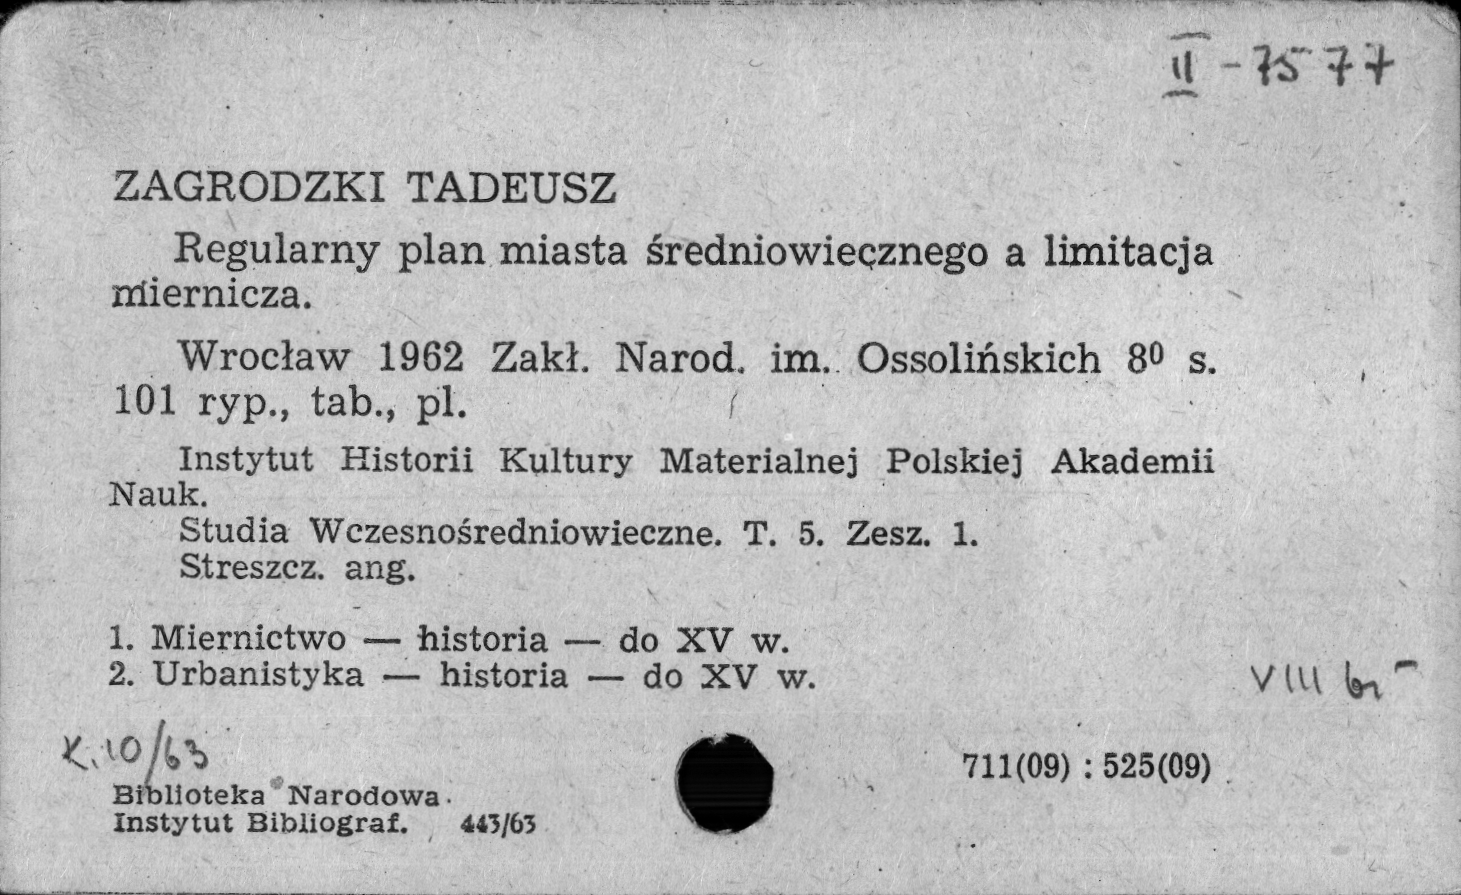 II - 7577
ZAGRODZKI TADEUSZ
Regularny plan miasta średniowiecznego a limitacja
miernicza.
Wrocław 1962 Zakł. Narod. im. Ossolińskich 8⁰ s.
101 ryp., tab., pl.
Instytut Historii Kultury Materialnej Polskiej Akademii
Nauk.
Studia Wczesnośredniowieczne. T. 5. Zesz. 1.
Streszcz. ang.
1. Miernictwo — historia — do XV w.
2. Urbanistyka — historia — do XV w.
VIII br
K.10/63
711(09) : 525(09)
Biblioteka Narodowa
Instytut Bibliograf. 443/63